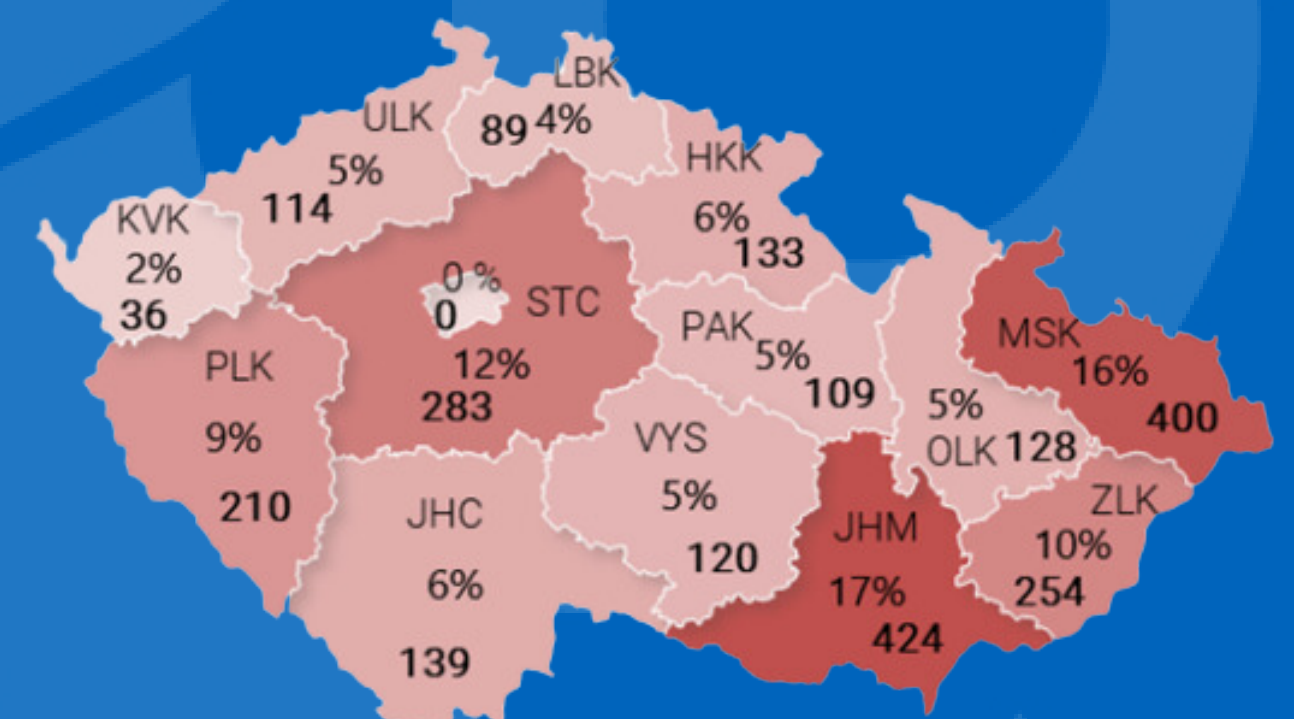 LBK
89 4%
ULK
5%
114
HKK
6%
133
KVK
2%
36
0 %
0
STC
12%
283
PAK
5%
109
MSK
16%
400
PLK
9%
210
5%
OLK 128
VYS
5%
120
JHC
6%
139
JHM
17%
424
ZLK
10%
254